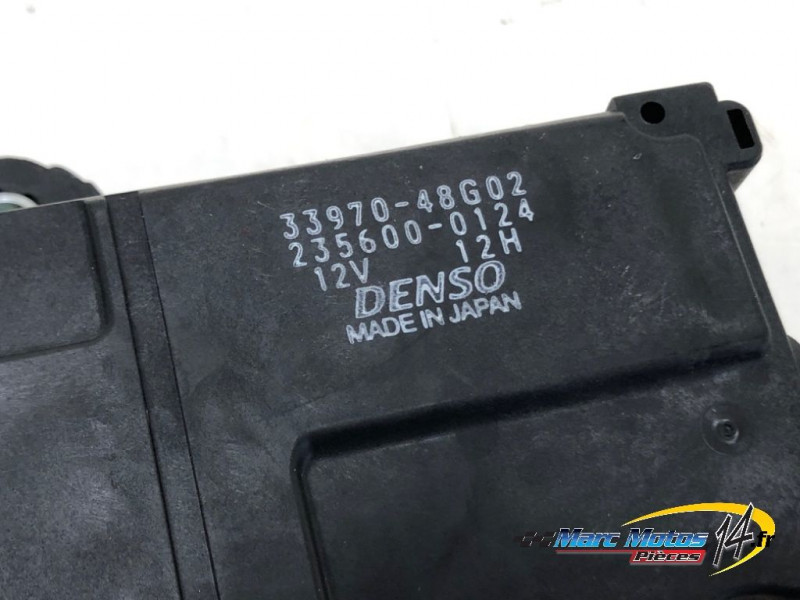 33970-48G02
235600-0124
12V 12H
DENSO
MADE IN JAPAN
Marc Motos 14.fr
Pièces